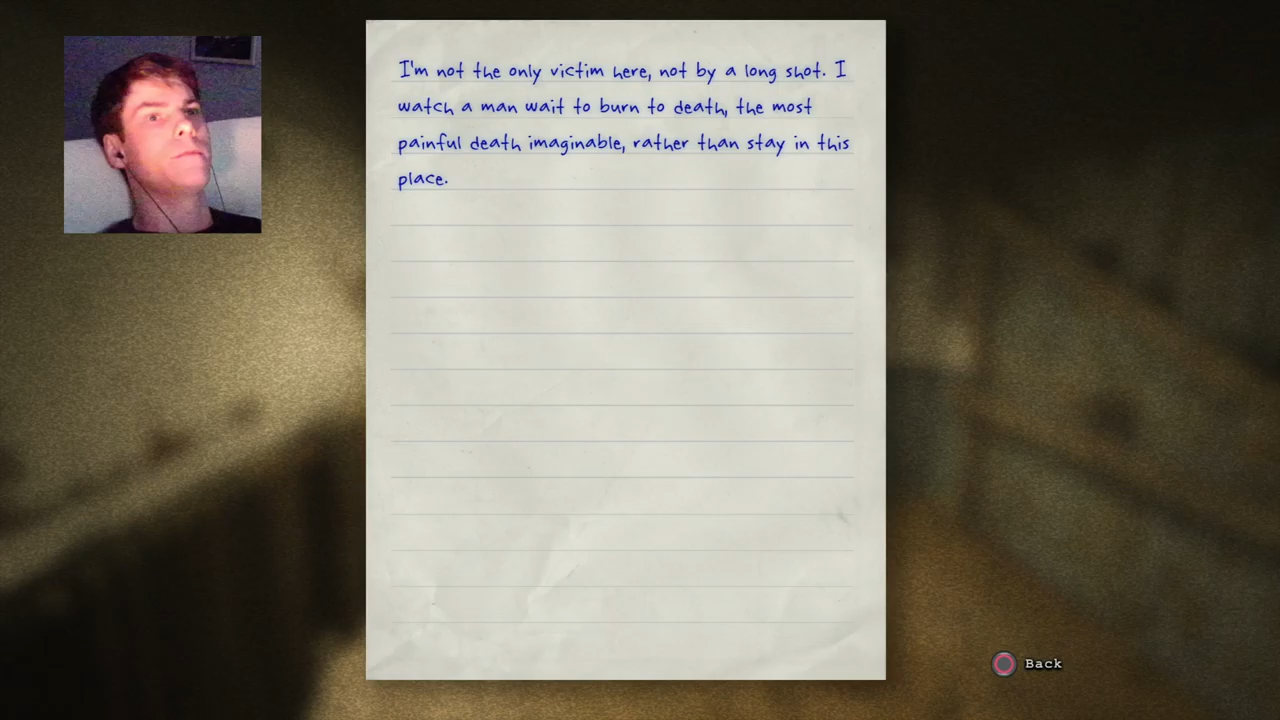 I'm not the only victim here, not by a long shot. I
watch a man wait to burn to death, the most
painful death imaginable, rather than stay in this
place.
Back